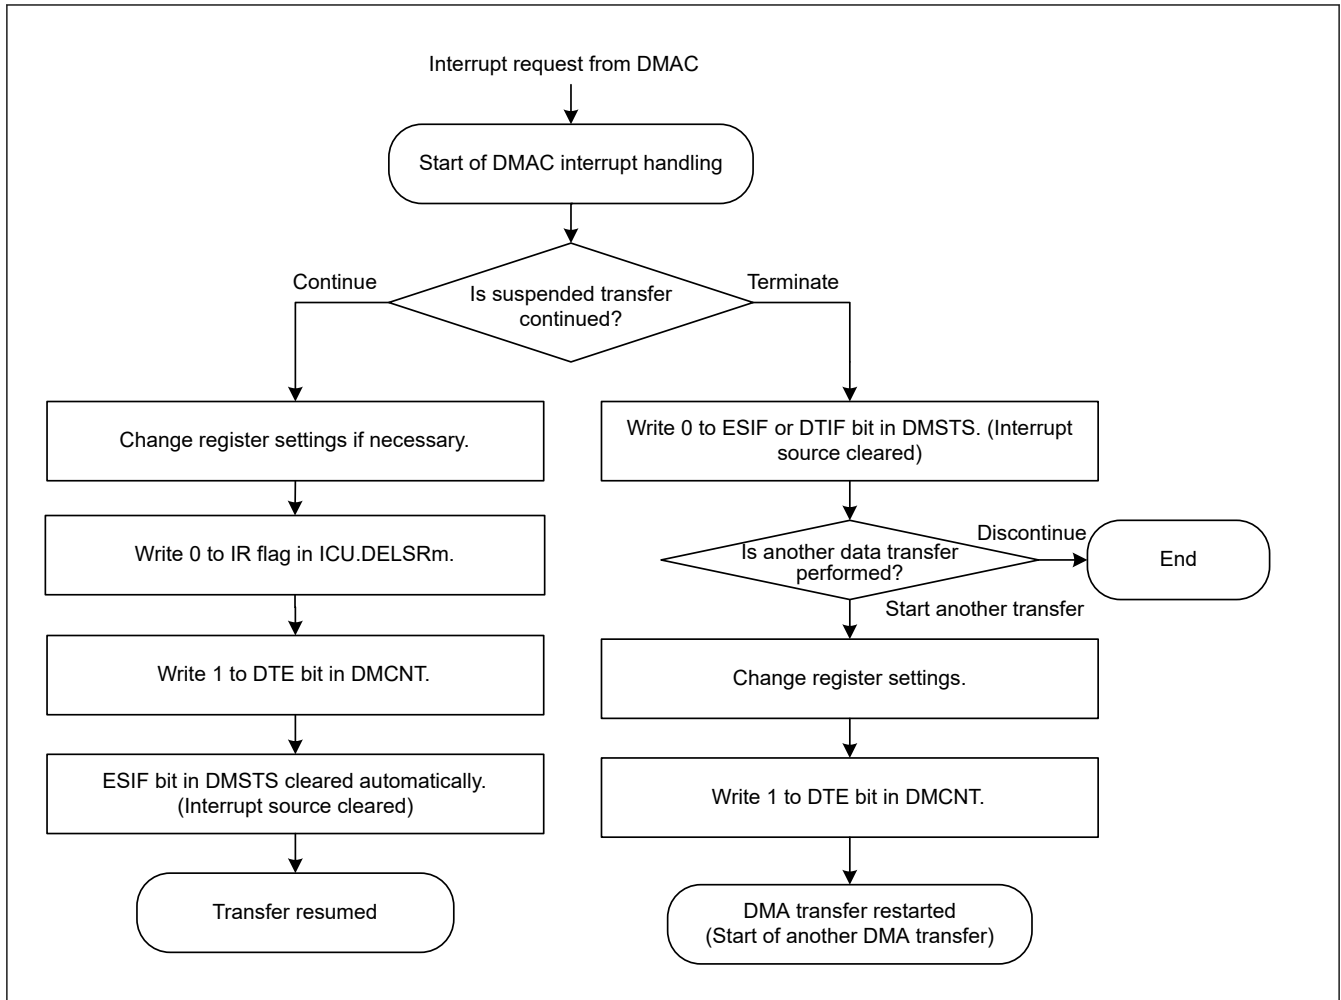 Interrupt request from DMAC
Start of DMAC interrupt handling
Is suspended transfer
continued?
Continue
Terminate
Change register settings if necessary.
Write 0 to IR flag in ICU.DELSRm.
Write 1 to DTE bit in DMCNT.
ESIF bit in DMSTS cleared automatically.
(Interrupt source cleared)
Transfer resumed
Write 0 to ESIF or DTIF bit in DMSTS. (Interrupt
source cleared)
Is another data transfer
performed?
Discontinue
End
Start another transfer
Change register settings.
Write 1 to DTE bit in DMCNT.
DMA transfer restarted
(Start of another DMA transfer)